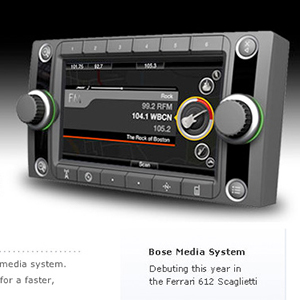 101.75 92.7 105.3
FM
Rock
99.2 RFM
104.1 WBCN
105.2
The Rock of Boston
Scan
Bose Media System
media system.
Debuting this year in
for a faster,
the Ferrari 612 Scaglietti